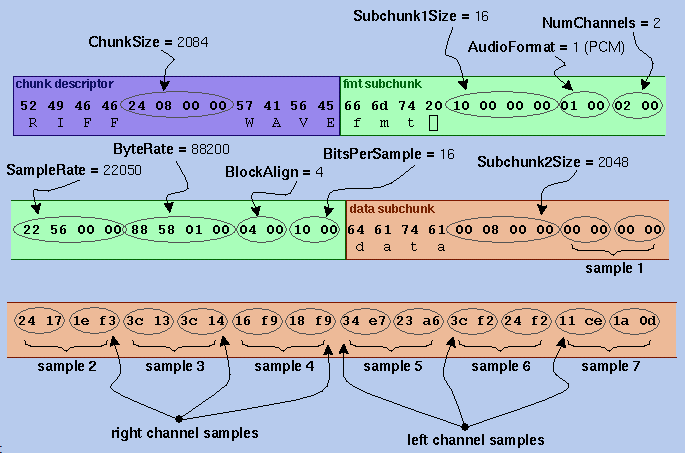 Subchunk1Size = 16
NumChannels = 2
ChunkSize = 2084
AudioFormat = 1 (PCM)
chunk descriptor
fmt subchunk
52 49 46 46 24 08 00 00 57 41 56 45 66 6d 74 20 10 00 00 00 01 00 02 00
R I F F W A V E f m t
ByteRate = 88200
SampleRate = 22050
BlockAlign = 4
BitsPerSample = 16
Subchunk2Size = 2048
data subchunk
22 56 00 00 88 58 01 00 04 00 10 00 64 61 74 61 00 08 00 00 00 00 00 00
d a t a
sample 1
24 17 1e f3 3c 13 3c 14 16 f9 18 f9 34 e7 23 a6 3c f2 24 f2 11 ce 1a 0d
sample 2 sample 3 sample 4 sample 5 sample 6 sample 7
right channel samples
left channel samples